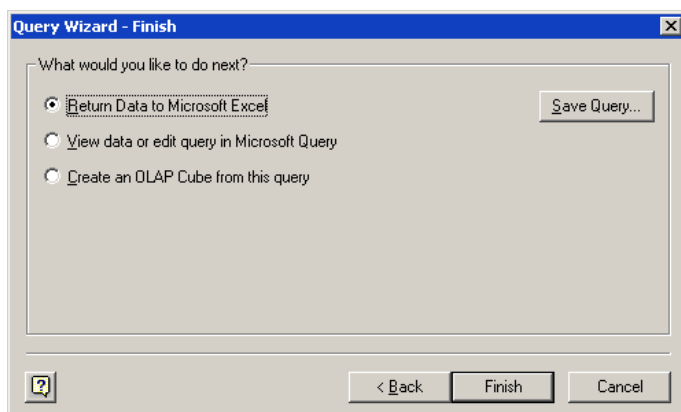 Query Wizard - Finish
What would you like to do next?
Return Data to Microsoft Excel
Save Query...
View data or edit query in Microsoft Query
Create an OLAP Cube from this query
?
< Back
Finish
Cancel